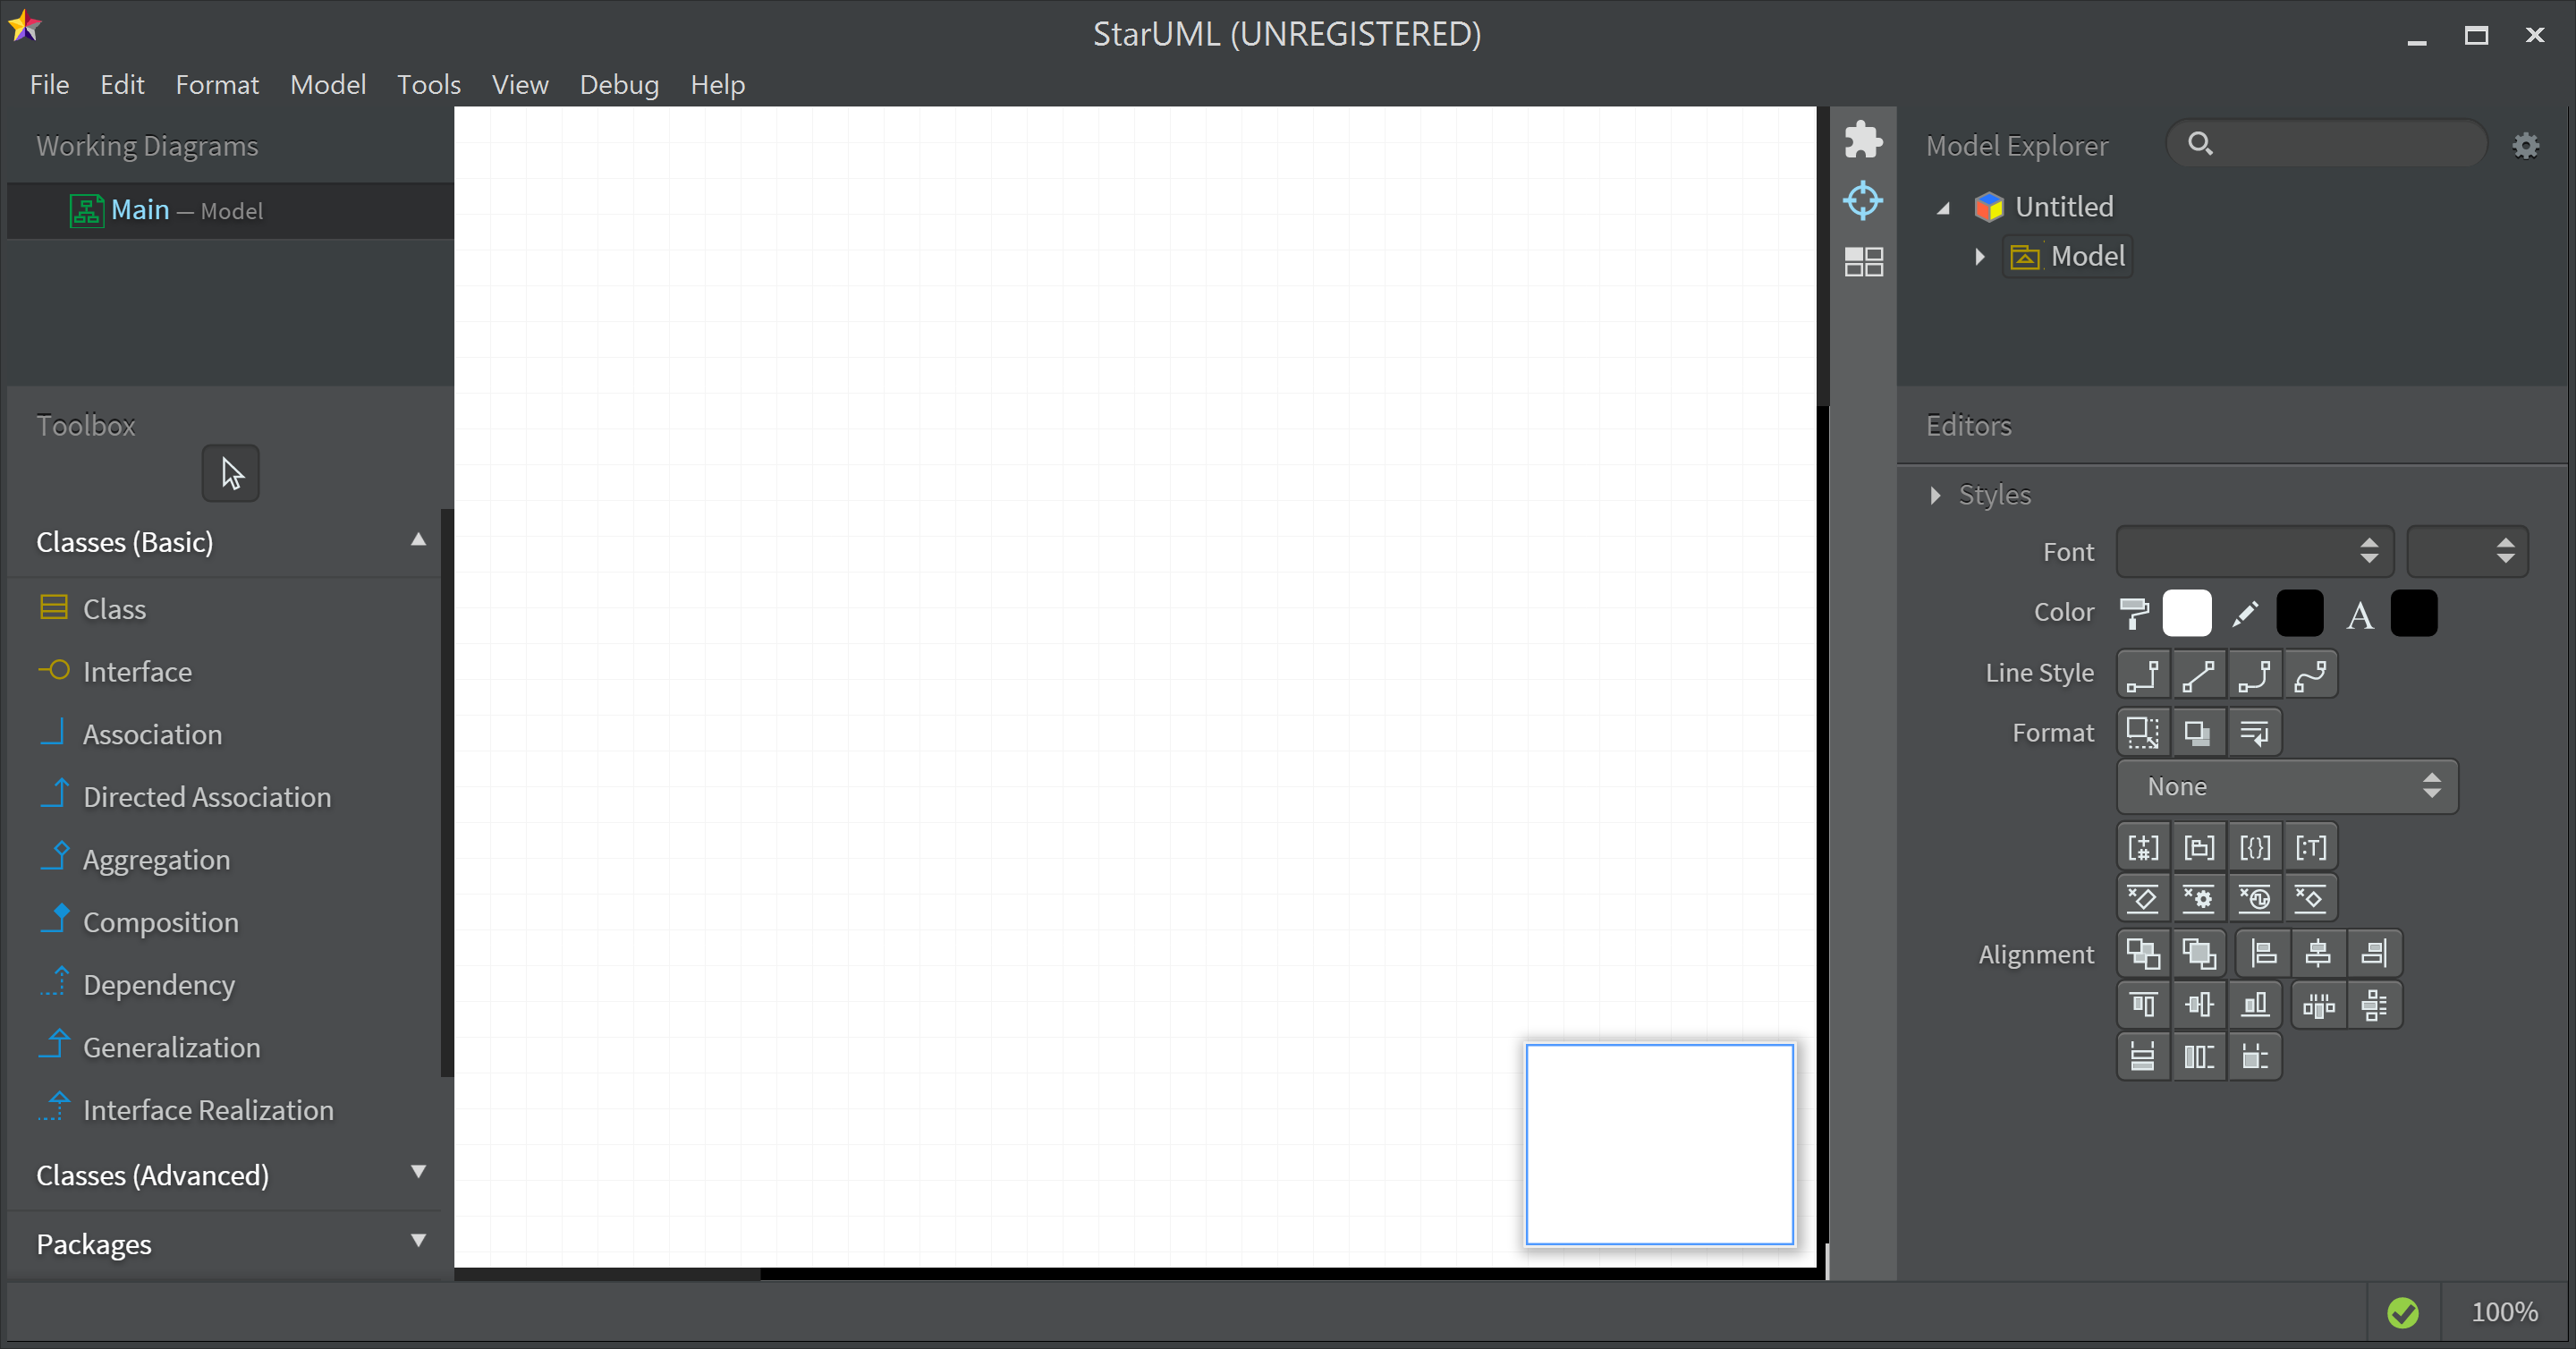 StarUML (UNREGISTERED)
File Edit Format Model Tools View Debug Help
Working Diagrams
Main — Model
Toolbox
Classes (Basic)
Class
Interface
Association
Directed Association
Aggregation
Composition
Dependency
Generalization
Interface Realization
Classes (Advanced)
Packages
Model Explorer
Untitled
Model
Editors
Styles
Font
Color
A
Line Style
Format
None
Alignment
100%